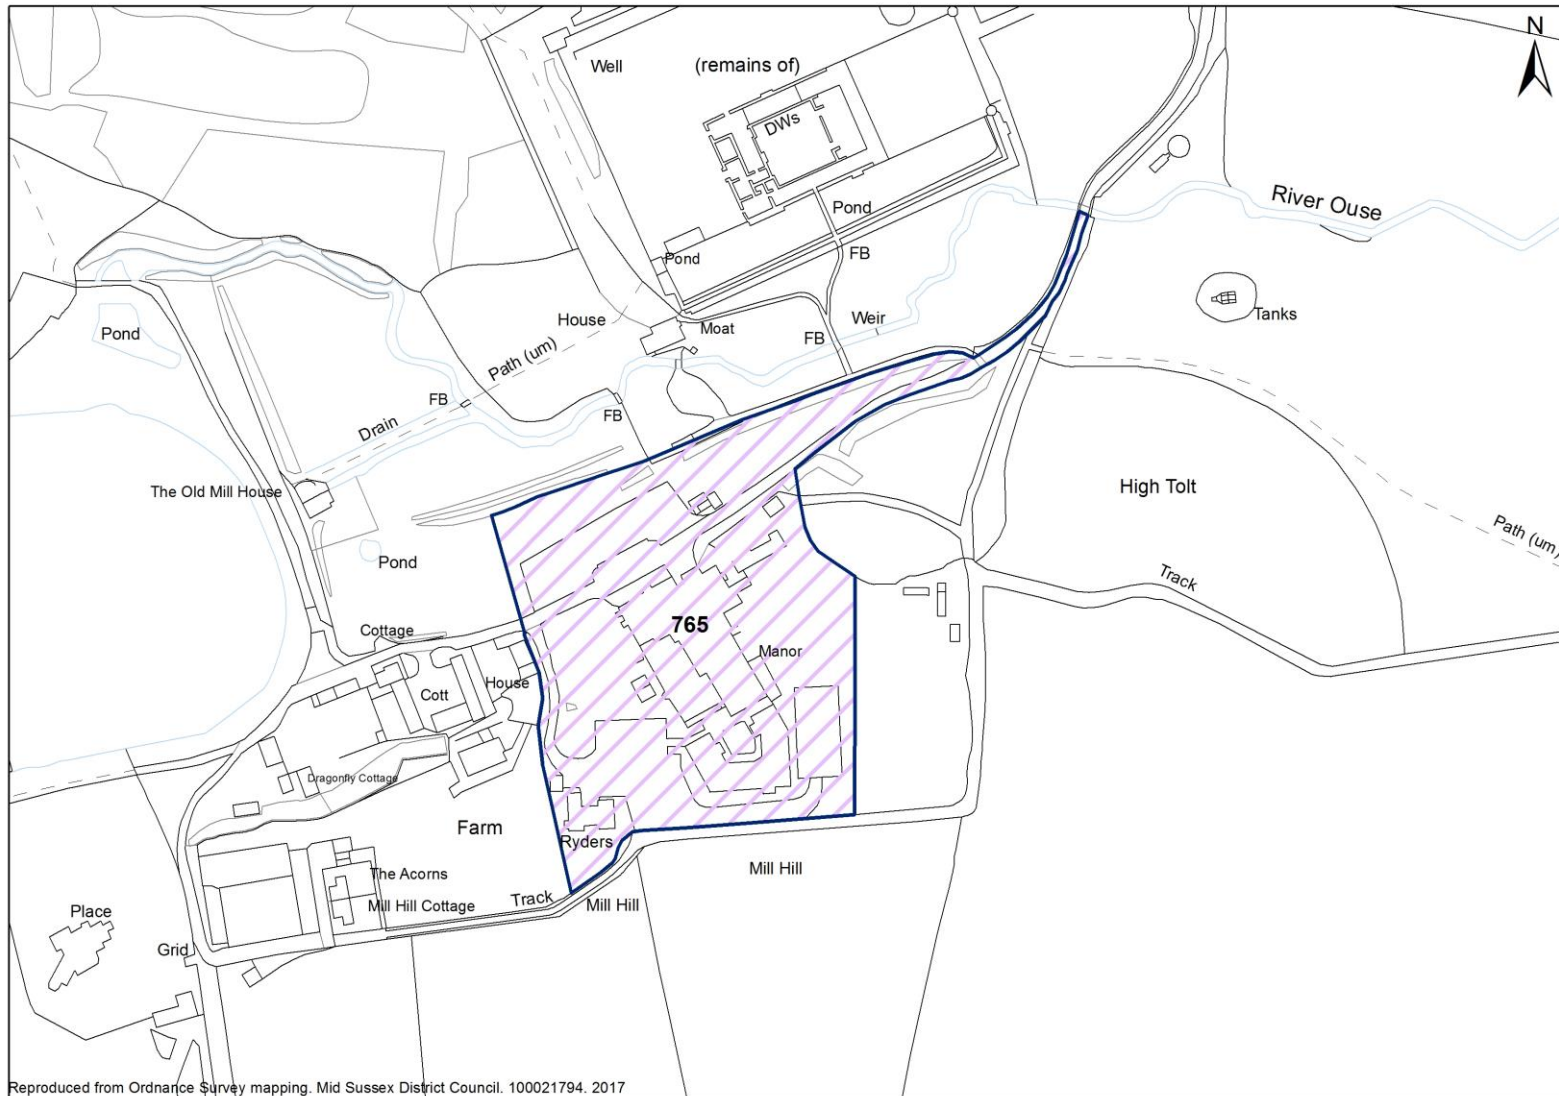 N
Well
(remains of)
DWs
River Ouse
Pond
FB
Pond
Tanks
House
Moat
Weir
Pond
FB
Path (um)
FB
FB
Drain
The Old Mill House
High Tolt
Path (um)
Pond
Track
Cottage
765
Manor
House
Cott
Dragonfly Cottage
Farm
Ryders
Mill Hill
The Acorns
Track
Mill Hill Cottage
Mill Hill
Place
Grid
Reproduced from Ordnance Survey mapping. Mid Sussex District Council. 100021794. 2017